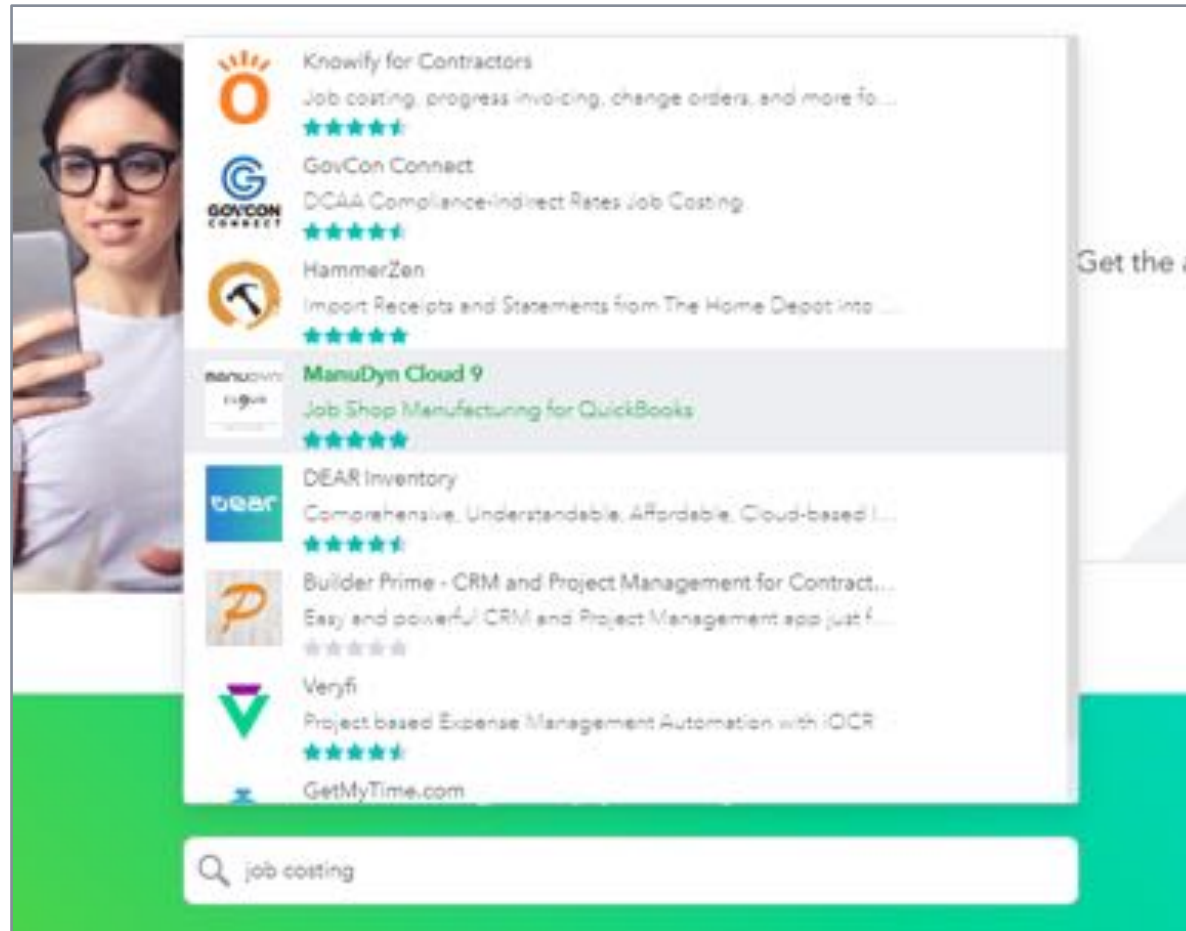 Knowify for Contractors
Job costing, progress invoicing, change orders, and more fo...
GovCon Connect
GOVCON
CONNECT
DCAA Compliance-Indirect Rates Job Costing
HammerZen
Import Receipts and Statements from The Home Depot into ...
Get the
ManuDyn Cloud 9
MANUDYN
Job Shop Manufacturing for QuickBooks
DEAR Inventory
DEAR
Comprehensive, Understandable, Affordable, Cloud-based I...
Builder Prime - CRM and Project Management for Contract...
Easy and powerful CRM and Project Management app just f...
Veryfi
Project based Expense Management Automation with iOCR
GetMyTime.com
job costing